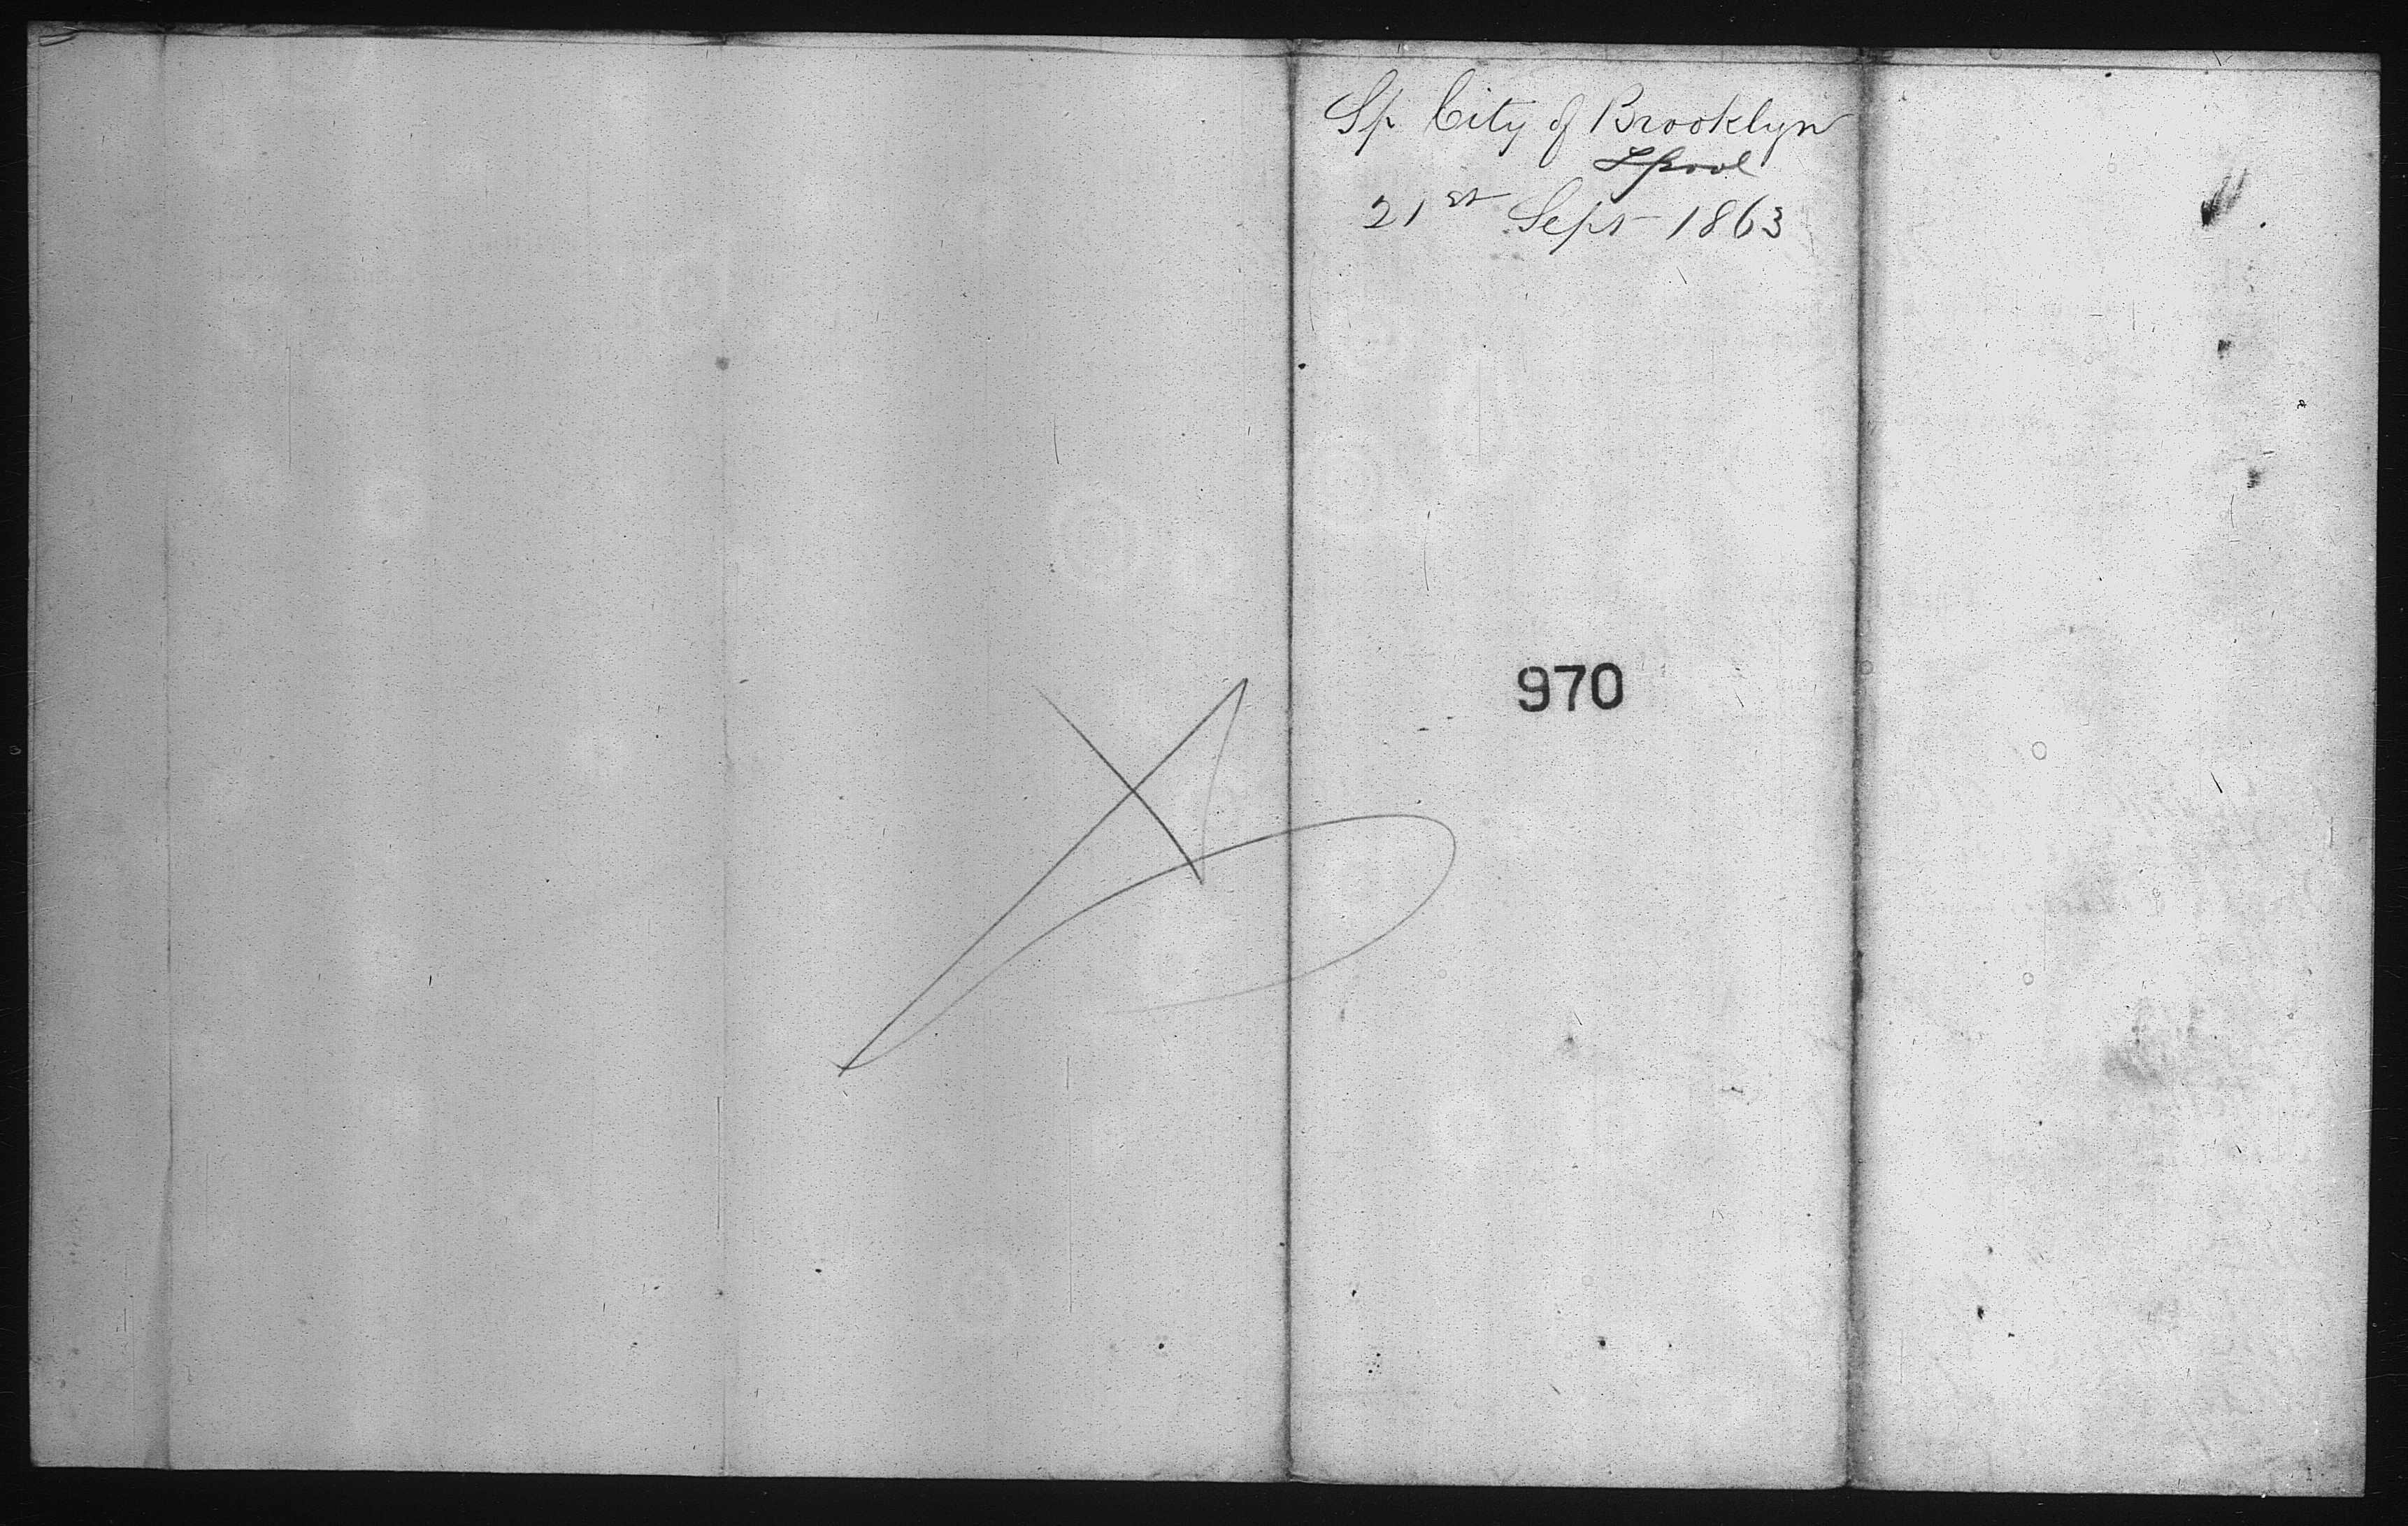 Sp City of Brooklyn
Lpool
21st Sept 1863
970